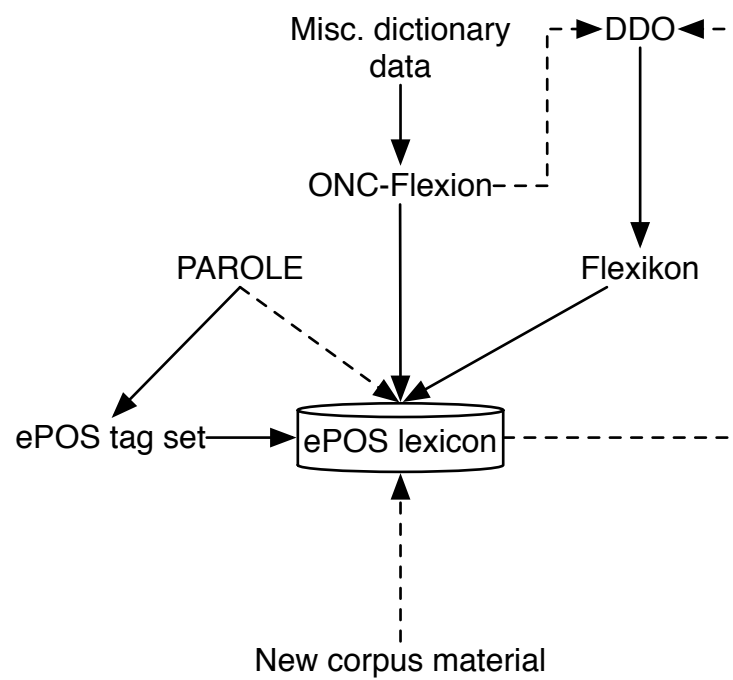 Misc. dictionary
data
DDO
ONC-Flexion
PAROLE
Flexikon
ePOS tag set
ePOS lexicon
New corpus material